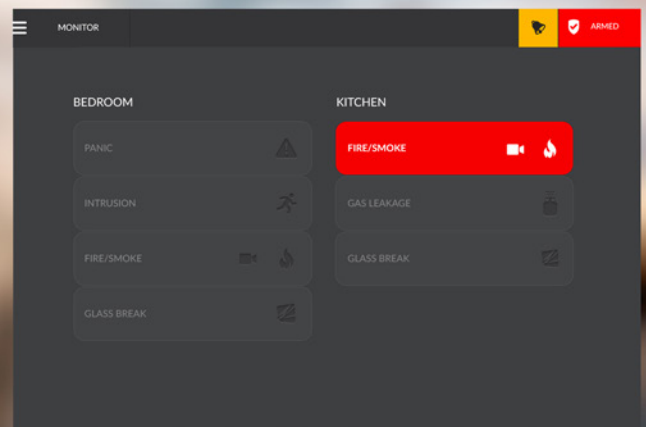 MONITOR
ARMED
BEDROOM
PANIC
INTRUSION
FIRE/SMOKE
GLASS BREAK
KITCHEN
FIRE/SMOKE
GAS LEAKAGE
GLASS BREAK